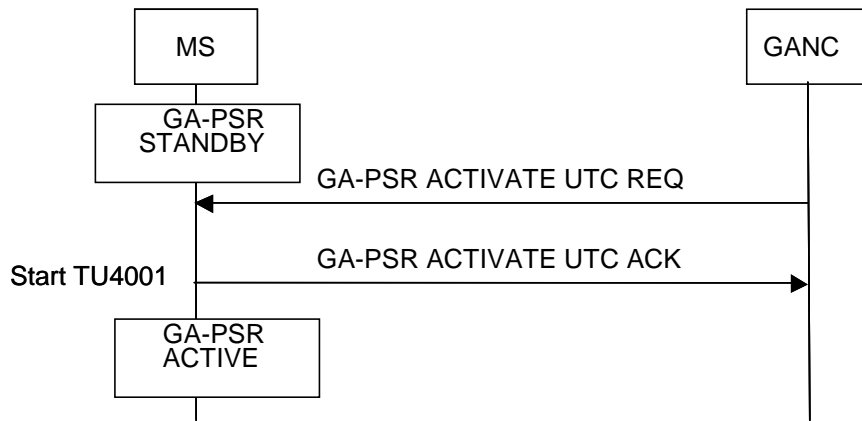 MS
GANC
GA-PSR
STANDBY
GA-PSR ACTIVATE UTC REQ
GA-PSR ACTIVATE UTC ACK
Start TU4001
GA-PSR
ACTIVE